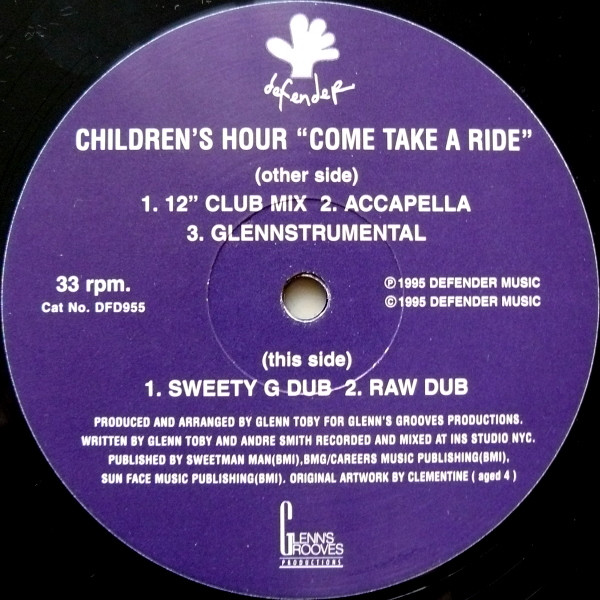 defender
CHILDREN'S HOUR "COME TAKE A RIDE"
(other side)
1. 12" CLUB MIX 2. ACCAPELLA
3. GLENNSTRUMENTAL
33 rpm.
Cat No. DFD955
℗1995 DEFENDER MUSIC
©1995 DEFENDER MUSIC
(this side)
1. SWEETY G DUB 2. RAW DUB
PRODUCED AND ARRANGED BY GLENN TOBY FOR GLENN'S GROOVES PRODUCTIONS.
WRITTEN BY GLENN TOBY AND ANDRE SMITH RECORDED AND MIXED AT INS STUDIO NYC.
PUBLISHED BY SWEETMAN MAN(BMI),BMG/CAREERS MUSIC PUBLISHING(BMI),
SUN FACE MUSIC PUBLISHING(BMI). ORIGINAL ARTWORK BY CLEMENTINE ( aged 4 )
GLENN'S
GROOVES
PRODUCTIONS